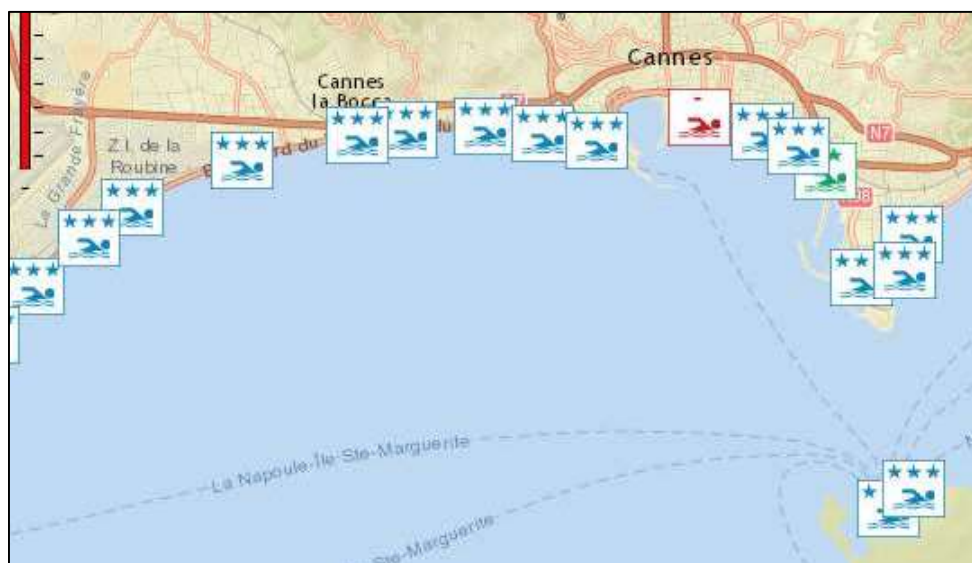 Cannes
Cannes
la Bocca
N7
Z.I. de la
Roubine
La Grande Frayère
La Napoule-Île Ste-Marguerite
Ste-Marguerite